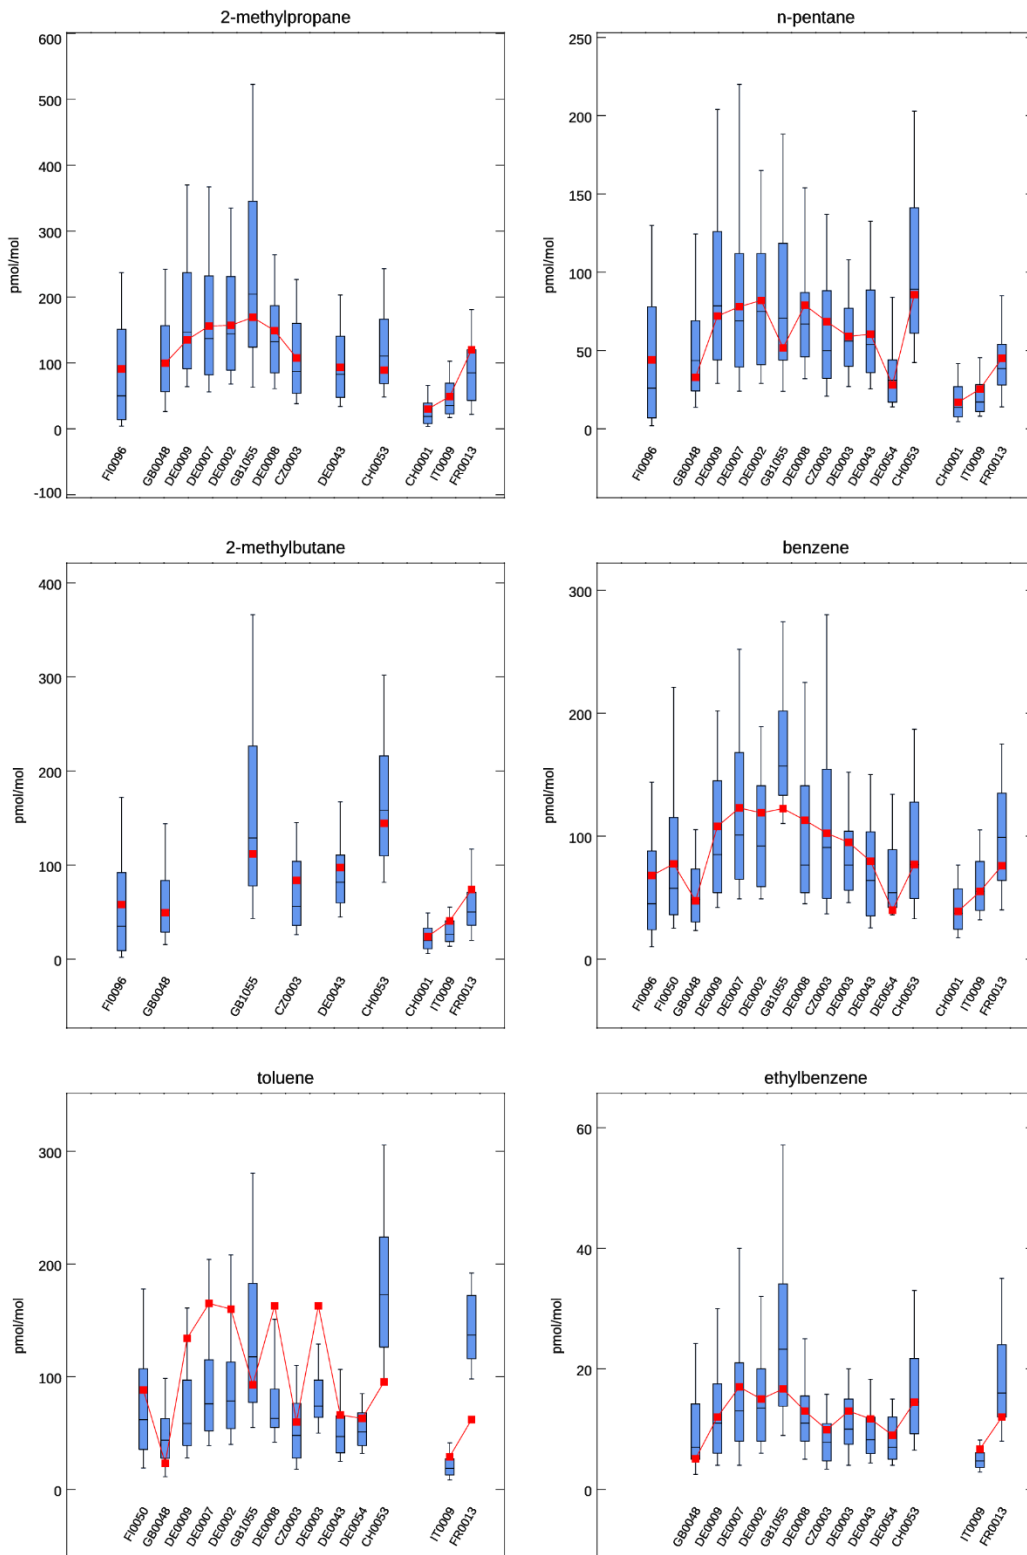 2-methylpropane
600
500
400
300
200
100
0
-100
pmol/mol
FI0096
GB0048
DE0009
DE0007
DE0002
GB1055
DE0008
CZ0003
DE0043
CH0053
CH0001
IT0009
FR0013
n-pentane
250
200
150
100
50
0
pmol/mol
FI0096
GB0048
DE0009
DE0007
DE0002
GB1055
DE0008
CZ0003
DE0003
DE0043
DE0054
CH0053
CH0001
IT0009
FR0013
2-methylbutane
400
300
200
100
0
pmol/mol
FI0096
GB0048
GB1055
CZ0003
DE0043
CH0053
CH0001
IT0009
FR0013
benzene
300
200
100
0
pmol/mol
FI0096
FI0050
GB0048
DE0009
DE0007
DE0002
GB1055
DE0008
CZ0003
DE0003
DE0043
DE0054
CH0053
CH0001
IT0009
FR0013
toluene
300
200
100
0
pmol/mol
FI0050
GB0048
DE0009
DE0007
DE0002
GB1055
DE0008
CZ0003
DE0003
DE0043
DE0054
CH0053
IT0009
FR0013
ethylbenzene
60
40
20
0
pmol/mol
GB0048
DE0009
DE0007
DE0002
GB1055
DE0008
CZ0003
DE0003
DE0043
DE0054
CH0053
IT0009
FR0013